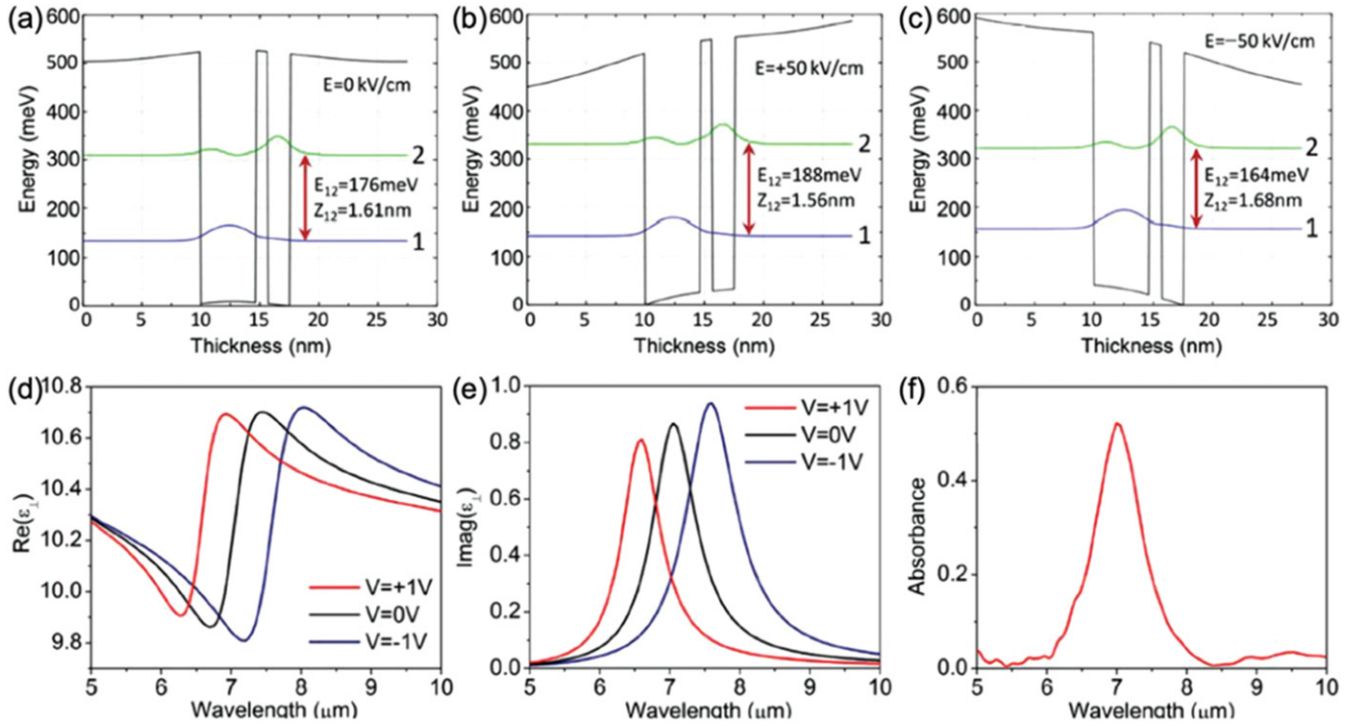 (a)
600
500
400
300
200
100
0
Energy (meV)
E=0 kV/cm
2
E12=176meV
Z12=1.61nm
1
0 5 10 15 20 25 30
Thickness (nm)
(b)
600
500
400
300
200
100
0
Energy (meV)
E=+50 kV/cm
2
E12=188meV
Z12=1.56nm
1
0 5 10 15 20 25 30
Thickness (nm)
(c)
600
500
400
300
200
100
0
Energy (meV)
E=−50 kV/cm
2
E12=164meV
Z12=1.68nm
1
0 5 10 15 20 25 30
Thickness (nm)
(d)
10.8
10.6
10.4
10.2
10.0
9.8
Re(ε⊥)
V=+1V
V=0V
V=-1V
5 6 7 8 9 10
Wavelength (μm)
(e)
1.0
0.8
0.6
0.4
0.2
0.0
Imag(ε⊥)
V=+1V
V=0V
V=-1V
5 6 7 8 9 10
Wavelength (μm)
(f)
0.6
0.4
0.2
0.0
Absorbance
5 6 7 8 9 10
Wavelength (μm)